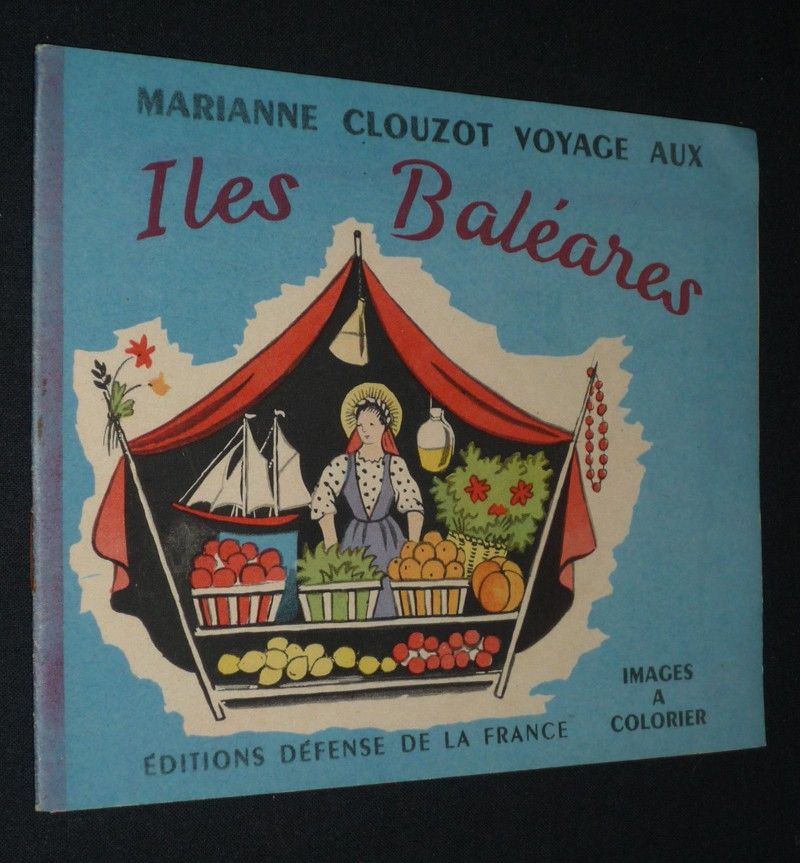 MARIANNE CLOUZOT VOYAGE AUX
Iles Baléares
IMAGES
A
COLORIER
ÉDITIONS DÉFENSE DE LA FRANCE